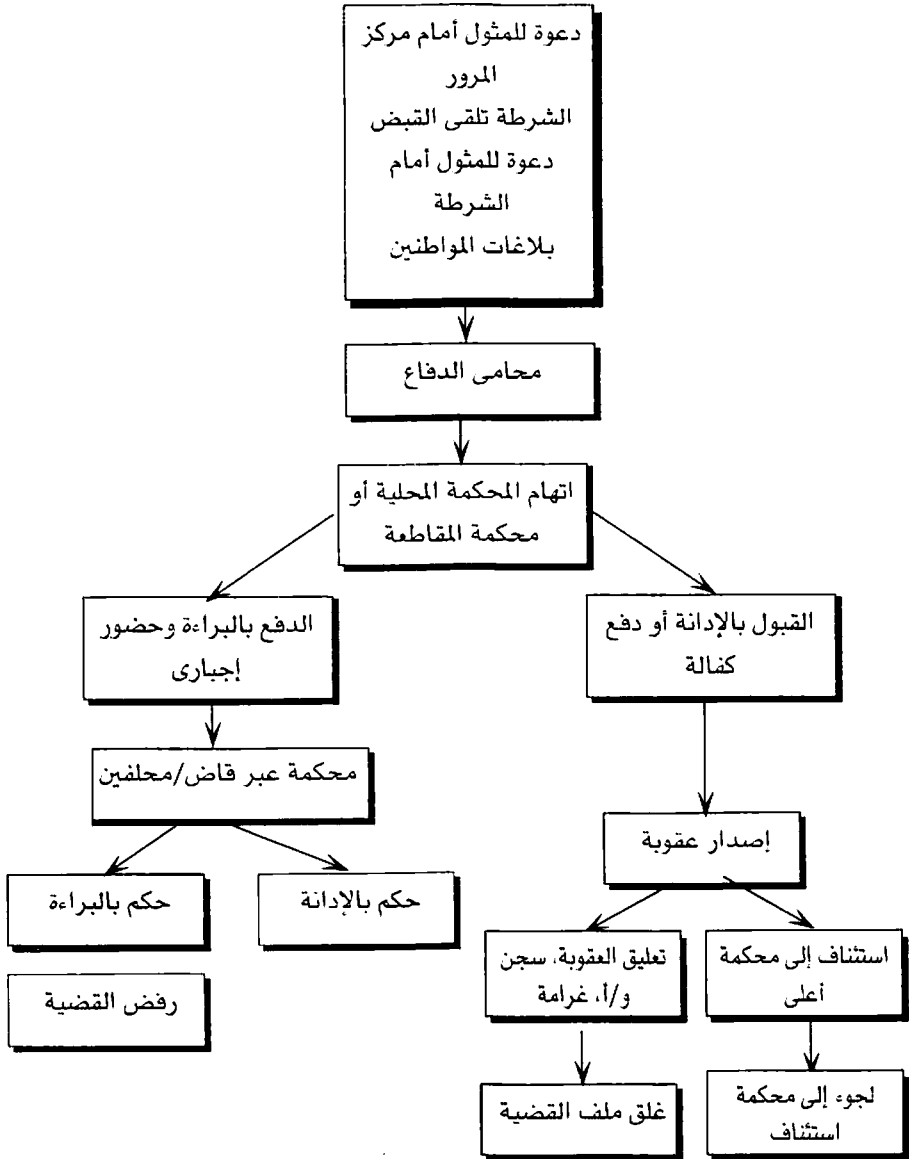 دعوة للمثول أمام مركز
المرور
الشرطة تلقى القبض
دعوة للمثول أمام
الشرطة
بلاغات المواطنين
محامى الدفاع
اتهام المحكمة المحلية أو
محكمة المقاطعة
القبول بالإدانة أو دفع
كفالة
الدفع بالبراءة وحضور
إجبارى
محكمة عبر قاض/محلفين
إصدار عقوبة
حكم بالإدانة
حكم بالبراءة
رفض القضية
استئناف إلى محكمة
أعلى
تعليق العقوبة، سجن
و/أ، غرامة
لجوء إلى محكمة
استئناف
غلق ملف القضية